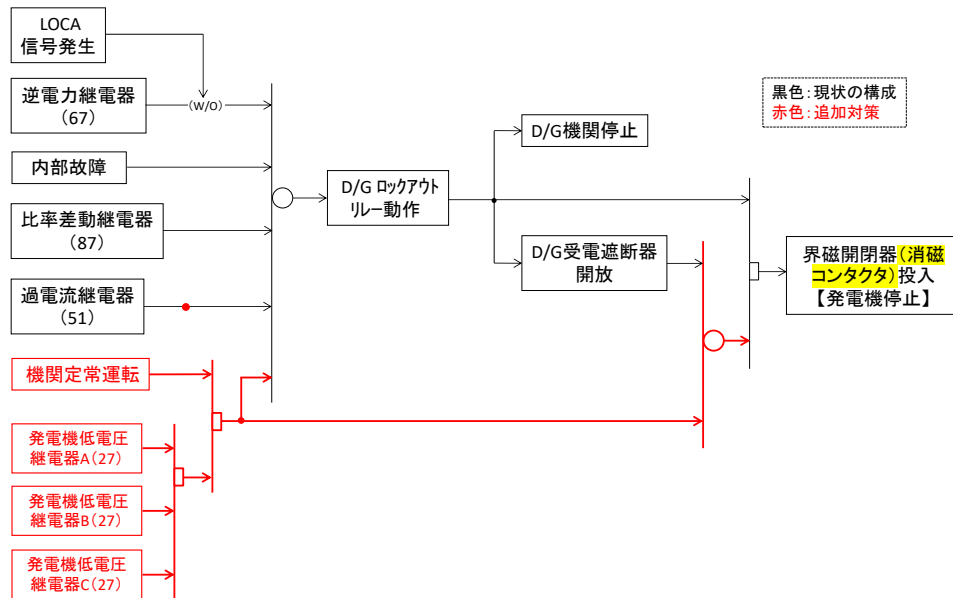 LOCA
信号発生
逆電力継電器
(67)
(W/O)
内部故障
比率差動継電器
(87)
過電流継電器
(51)
機関定常運転
発電機低電圧
継電器A(27)
発電機低電圧
継電器B(27)
発電機低電圧
継電器C(27)
D/G ロックアウト
リレー動作
D/G機関停止
D/G受電遮断器
開放
黒色:現状の構成
赤色:追加対策
界磁開閉器(消磁
コンタクタ)投入
【発電機停止】